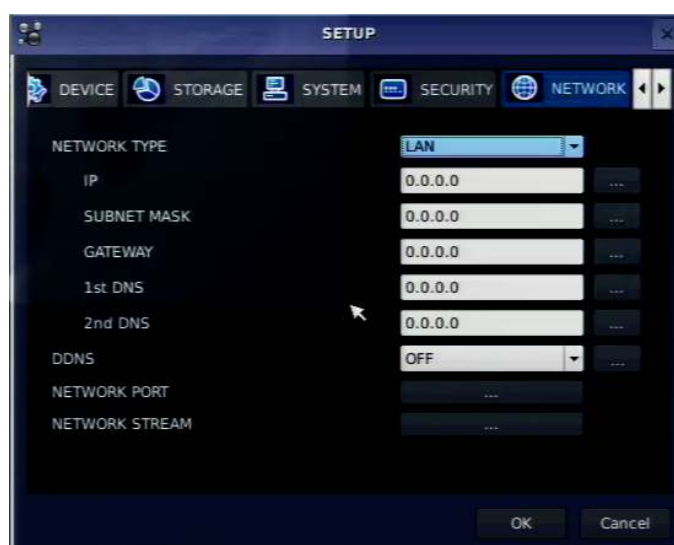 SETUP
DEVICE STORAGE SYSTEM SECURITY NETWORK
NETWORK TYPE LAN
IP 0.0.0.0 ...
SUBNET MASK 0.0.0.0 ...
GATEWAY 0.0.0.0 ...
1st DNS 0.0.0.0 ...
2nd DNS 0.0.0.0 ...
DDNS OFF ...
NETWORK PORT ...
NETWORK STREAM ...
OK Cancel